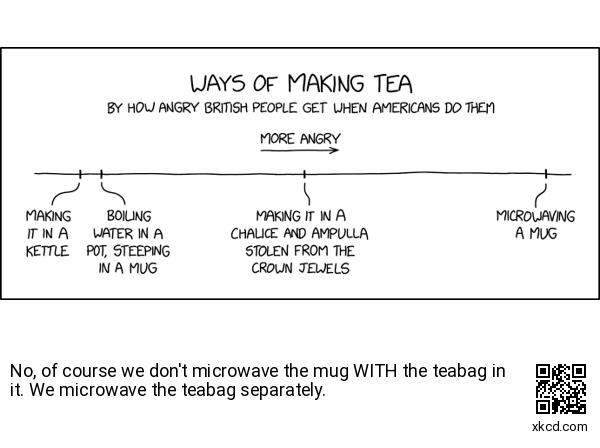 WAYS OF MAKING TEA
BY HOW ANGRY BRITISH PEOPLE GET WHEN AMERICANS DO THEM
MORE ANGRY
MAKING
IT IN A
KETTLE
BOILING
WATER IN A
POT, STEEPING
IN A MUG
MAKING IT IN A
CHALICE AND AMPULLA
STOLEN FROM THE
CROWN JEWELS
MICROWAVING
A MUG
No, of course we don't microwave the mug WITH the teabag in
it. We microwave the teabag separately.
xkcd.com